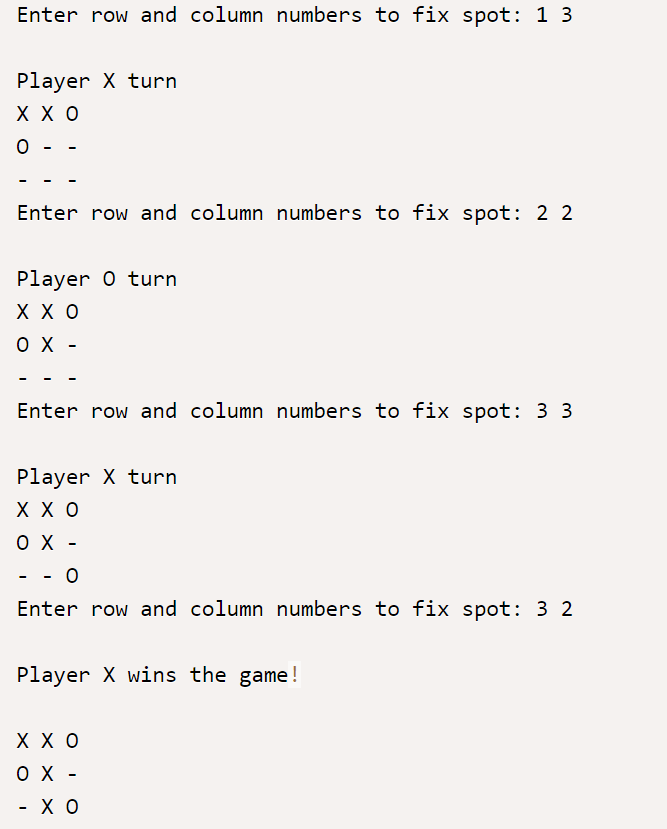 Enter row and column numbers to fix spot: 1 3
Player X turn
X X O
O - -
- - -
Enter row and column numbers to fix spot: 2 2
Player O turn
X X O
O X -
- - -
Enter row and column numbers to fix spot: 3 3
Player X turn
X X O
O X -
- - O
Enter row and column numbers to fix spot: 3 2
Player X wins the game!
X X O
O X -
- X O